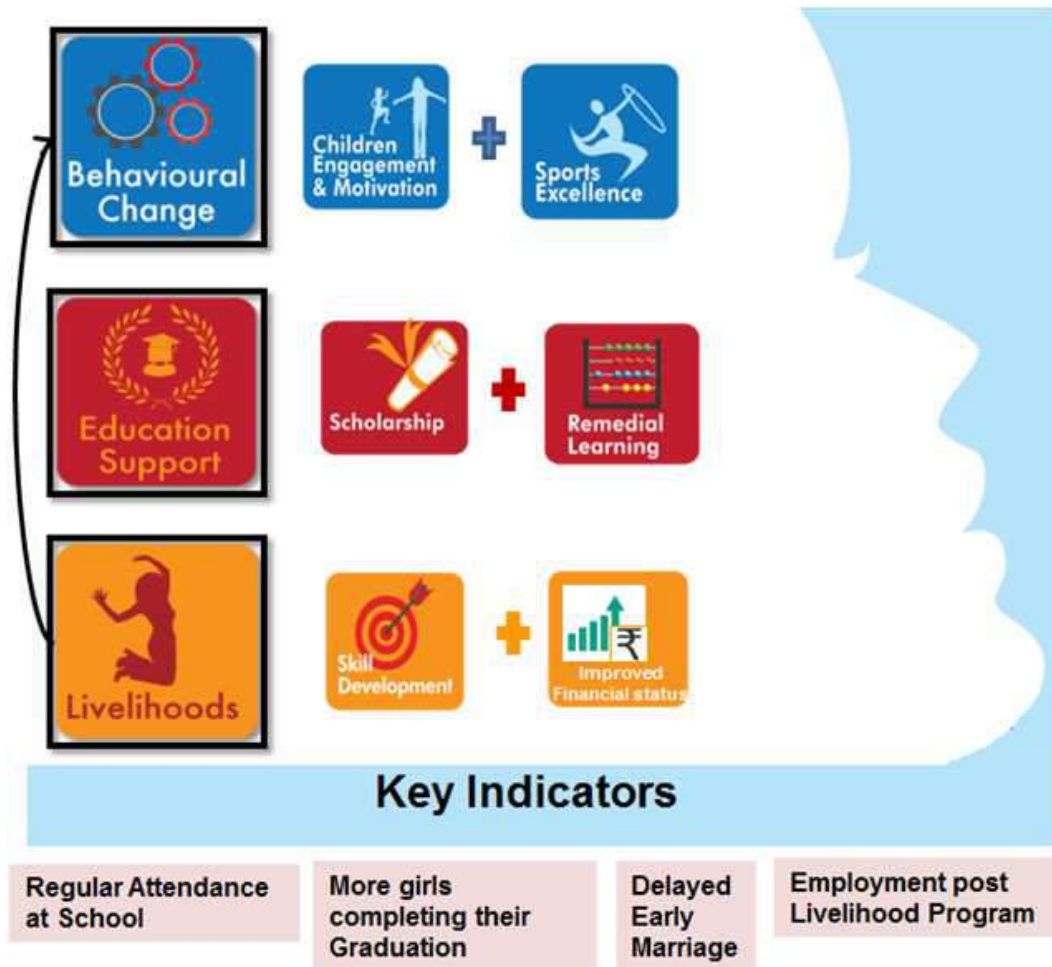 Behavioural
Change
Children
Engagement
& Motivation
Sports
Excellence
Education
Support
Scholarship
Remedial
Learning
Livelihoods
Skill
Development
₹
Improved
Financial status
Key Indicators
Regular Attendance
at School
More girls
completing their
Graduation
Delayed
Early
Marriage
Employment post
Livelihood Program